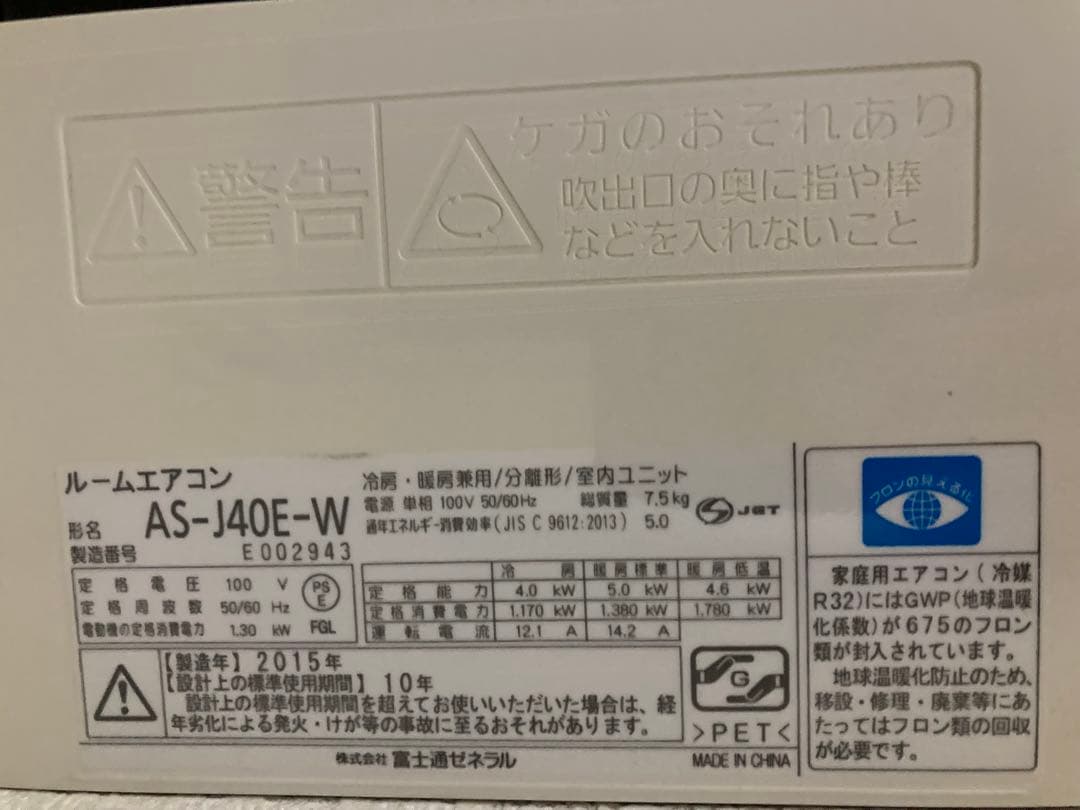 警告
ケガのおそれあり
吹出口の奥に指や棒
などを入れないこと
ルームエアコン
形名 AS-J40E-W
製造番号 E002943
冷房・暖房兼用/分離形/室内ユニット
電源 単相 100V 50/60Hz 総質量 7.5kg
通年エネルギー消費効率(JIS C 9612:2013) 5.0
JET
定格電圧 100 V
定格周波数 50/60 Hz
電動機の定格消費電力 1.30 kW
PS
E
FGL
冷房 暖房標準 暖房低温
定格能力 4.0 kW 5.0 kW 4.6 kW
定格消費電力 1.170 kW 1.380 kW 1.780 kW
運転電流 12.1 A 14.2 A
【製造年】2015年
【設計上の標準使用期間】10年
設計上の標準使用期間を超えてお使いいただいた場合は、経
年劣化による発火・けが等の事故に至るおそれがあります。
G
>PET<
株式会社 富士通ゼネラル
MADE IN CHINA
フロンの見える化
家庭用エアコン(冷媒
R32)にはGWP(地球温暖
化係数)が675のフロン
類が封入されています。
地球温暖化防止のため、
移設・修理・廃棄等にあ
たってはフロン類の回収
が必要です。